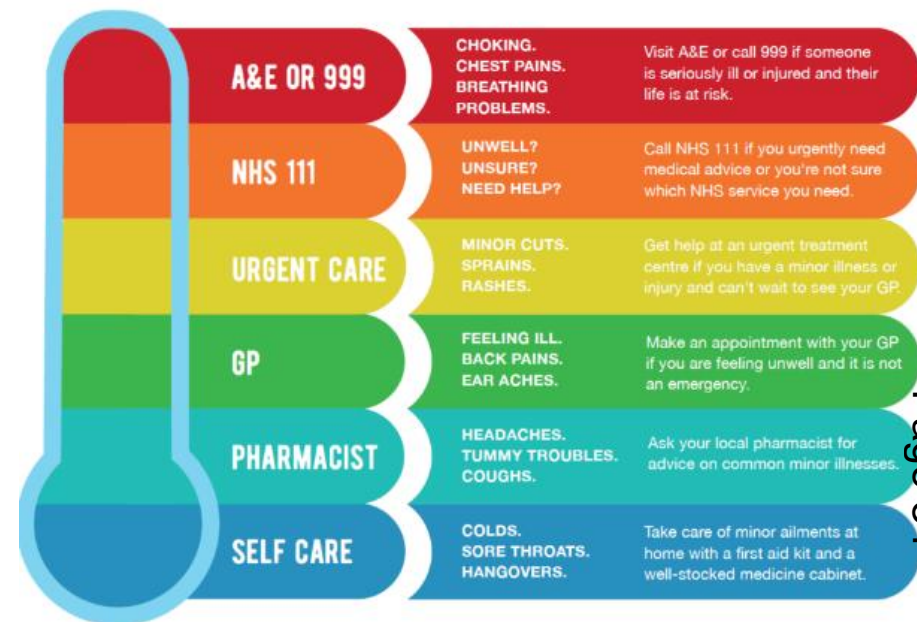 A&E OR 999
CHOKING.
CHEST PAINS.
BREATHING
PROBLEMS.
Visit A&E or call 999 if someone
is seriously ill or injured and their
life is at risk.
NHS 111
UNWELL?
UNSURE?
NEED HELP?
Call NHS 111 if you urgently need
medical advice or you're not sure
which NHS service you need.
URGENT CARE
MINOR CUTS.
SPRAINS.
RASHES.
Get help at an urgent treatment
centre if you have a minor illness or
injury and can't wait to see your GP.
GP
FEELING ILL.
BACK PAINS.
EAR ACHES.
Make an appointment with your GP
if you are feeling unwell and it is not
an emergency.
PHARMACIST
HEADACHES.
TUMMY TROUBLES.
COUGHS.
Ask your local pharmacist for
advice on common minor illnesses.
SELF CARE
COLDS.
SORE THROATS.
HANGOVERS.
Take care of minor ailments at
home with a first aid kit and a
well-stocked medicine cabinet.